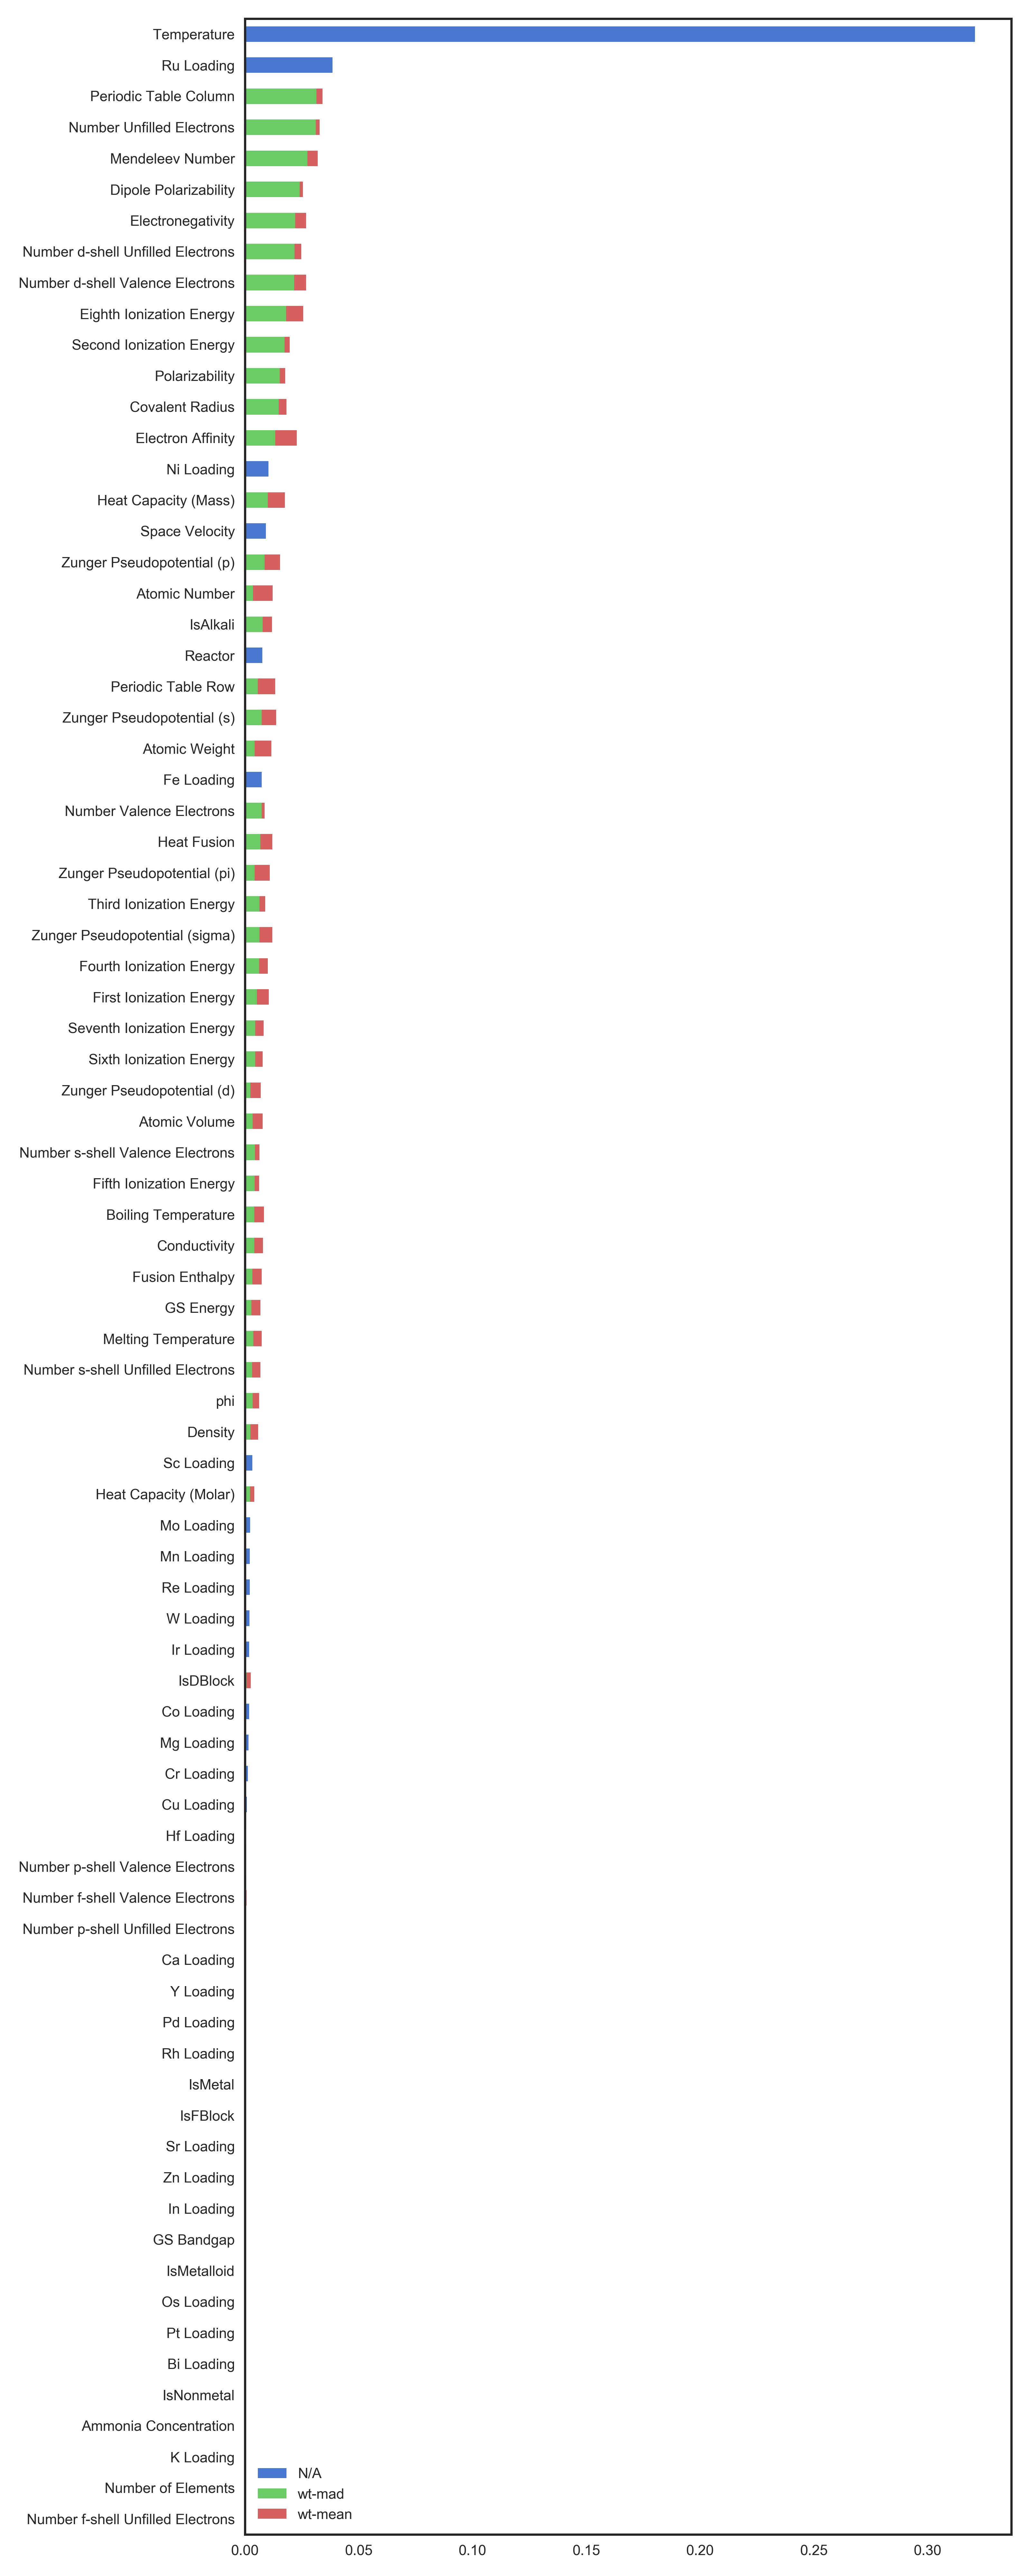 Temperature
Ru Loading
Periodic Table Column
Number Unfilled Electrons
Mendeleev Number
Dipole Polarizability
Electronegativity
Number d-shell Unfilled Electrons
Number d-shell Valence Electrons
Eighth Ionization Energy
Second Ionization Energy
Polarizability
Covalent Radius
Electron Affinity
Ni Loading
Heat Capacity (Mass)
Space Velocity
Zunger Pseudopotential (p)
Atomic Number
IsAlkali
Reactor
Periodic Table Row
Zunger Pseudopotential (s)
Atomic Weight
Fe Loading
Number Valence Electrons
Heat Fusion
Zunger Pseudopotential (pi)
Third Ionization Energy
Zunger Pseudopotential (sigma)
Fourth Ionization Energy
First Ionization Energy
Seventh Ionization Energy
Sixth Ionization Energy
Zunger Pseudopotential (d)
Atomic Volume
Number s-shell Valence Electrons
Fifth Ionization Energy
Boiling Temperature
Conductivity
Fusion Enthalpy
GS Energy
Melting Temperature
Number s-shell Unfilled Electrons
phi
Density
Sc Loading
Heat Capacity (Molar)
Mo Loading
Mn Loading
Re Loading
W Loading
Ir Loading
IsDBlock
Co Loading
Mg Loading
Cr Loading
Cu Loading
Hf Loading
Number p-shell Valence Electrons
Number f-shell Valence Electrons
Number p-shell Unfilled Electrons
Ca Loading
Y Loading
Pd Loading
Rh Loading
IsMetal
IsFBlock
Sr Loading
Zn Loading
In Loading
GS Bandgap
IsMetalloid
Os Loading
Pt Loading
Bi Loading
IsNonmetal
Ammonia Concentration
K Loading
Number of Elements
Number f-shell Unfilled Electrons
N/A
wt-mad
wt-mean
0.00 0.05 0.10 0.15 0.20 0.25 0.30